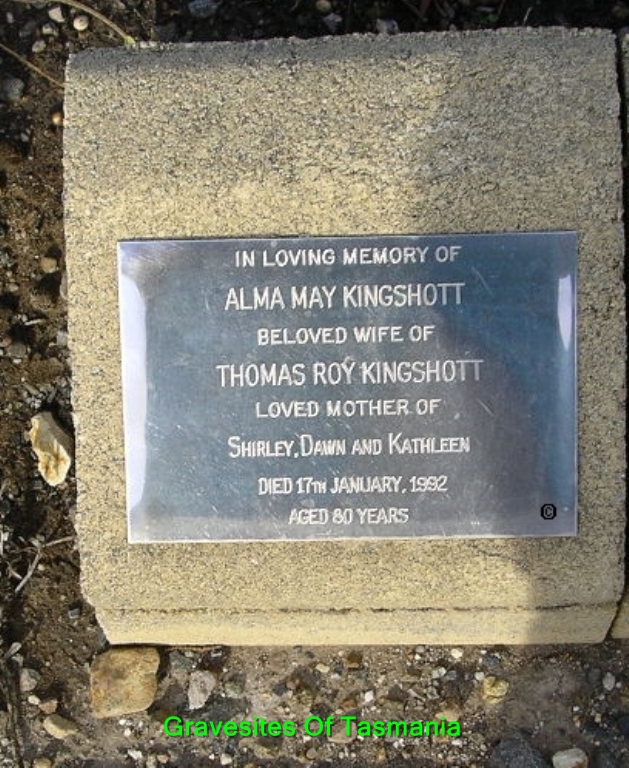 IN LOVING MEMORY OF
ALMA MAY KINGSHOTT
BELOVED WIFE OF
THOMAS ROY KINGSHOTT
LOVED MOTHER OF
SHIRLEY, DAWN AND KATHLEEN
DIED 17TH JANUARY, 1992
AGED 80 YEARS
©
Gravesites Of Tasmania